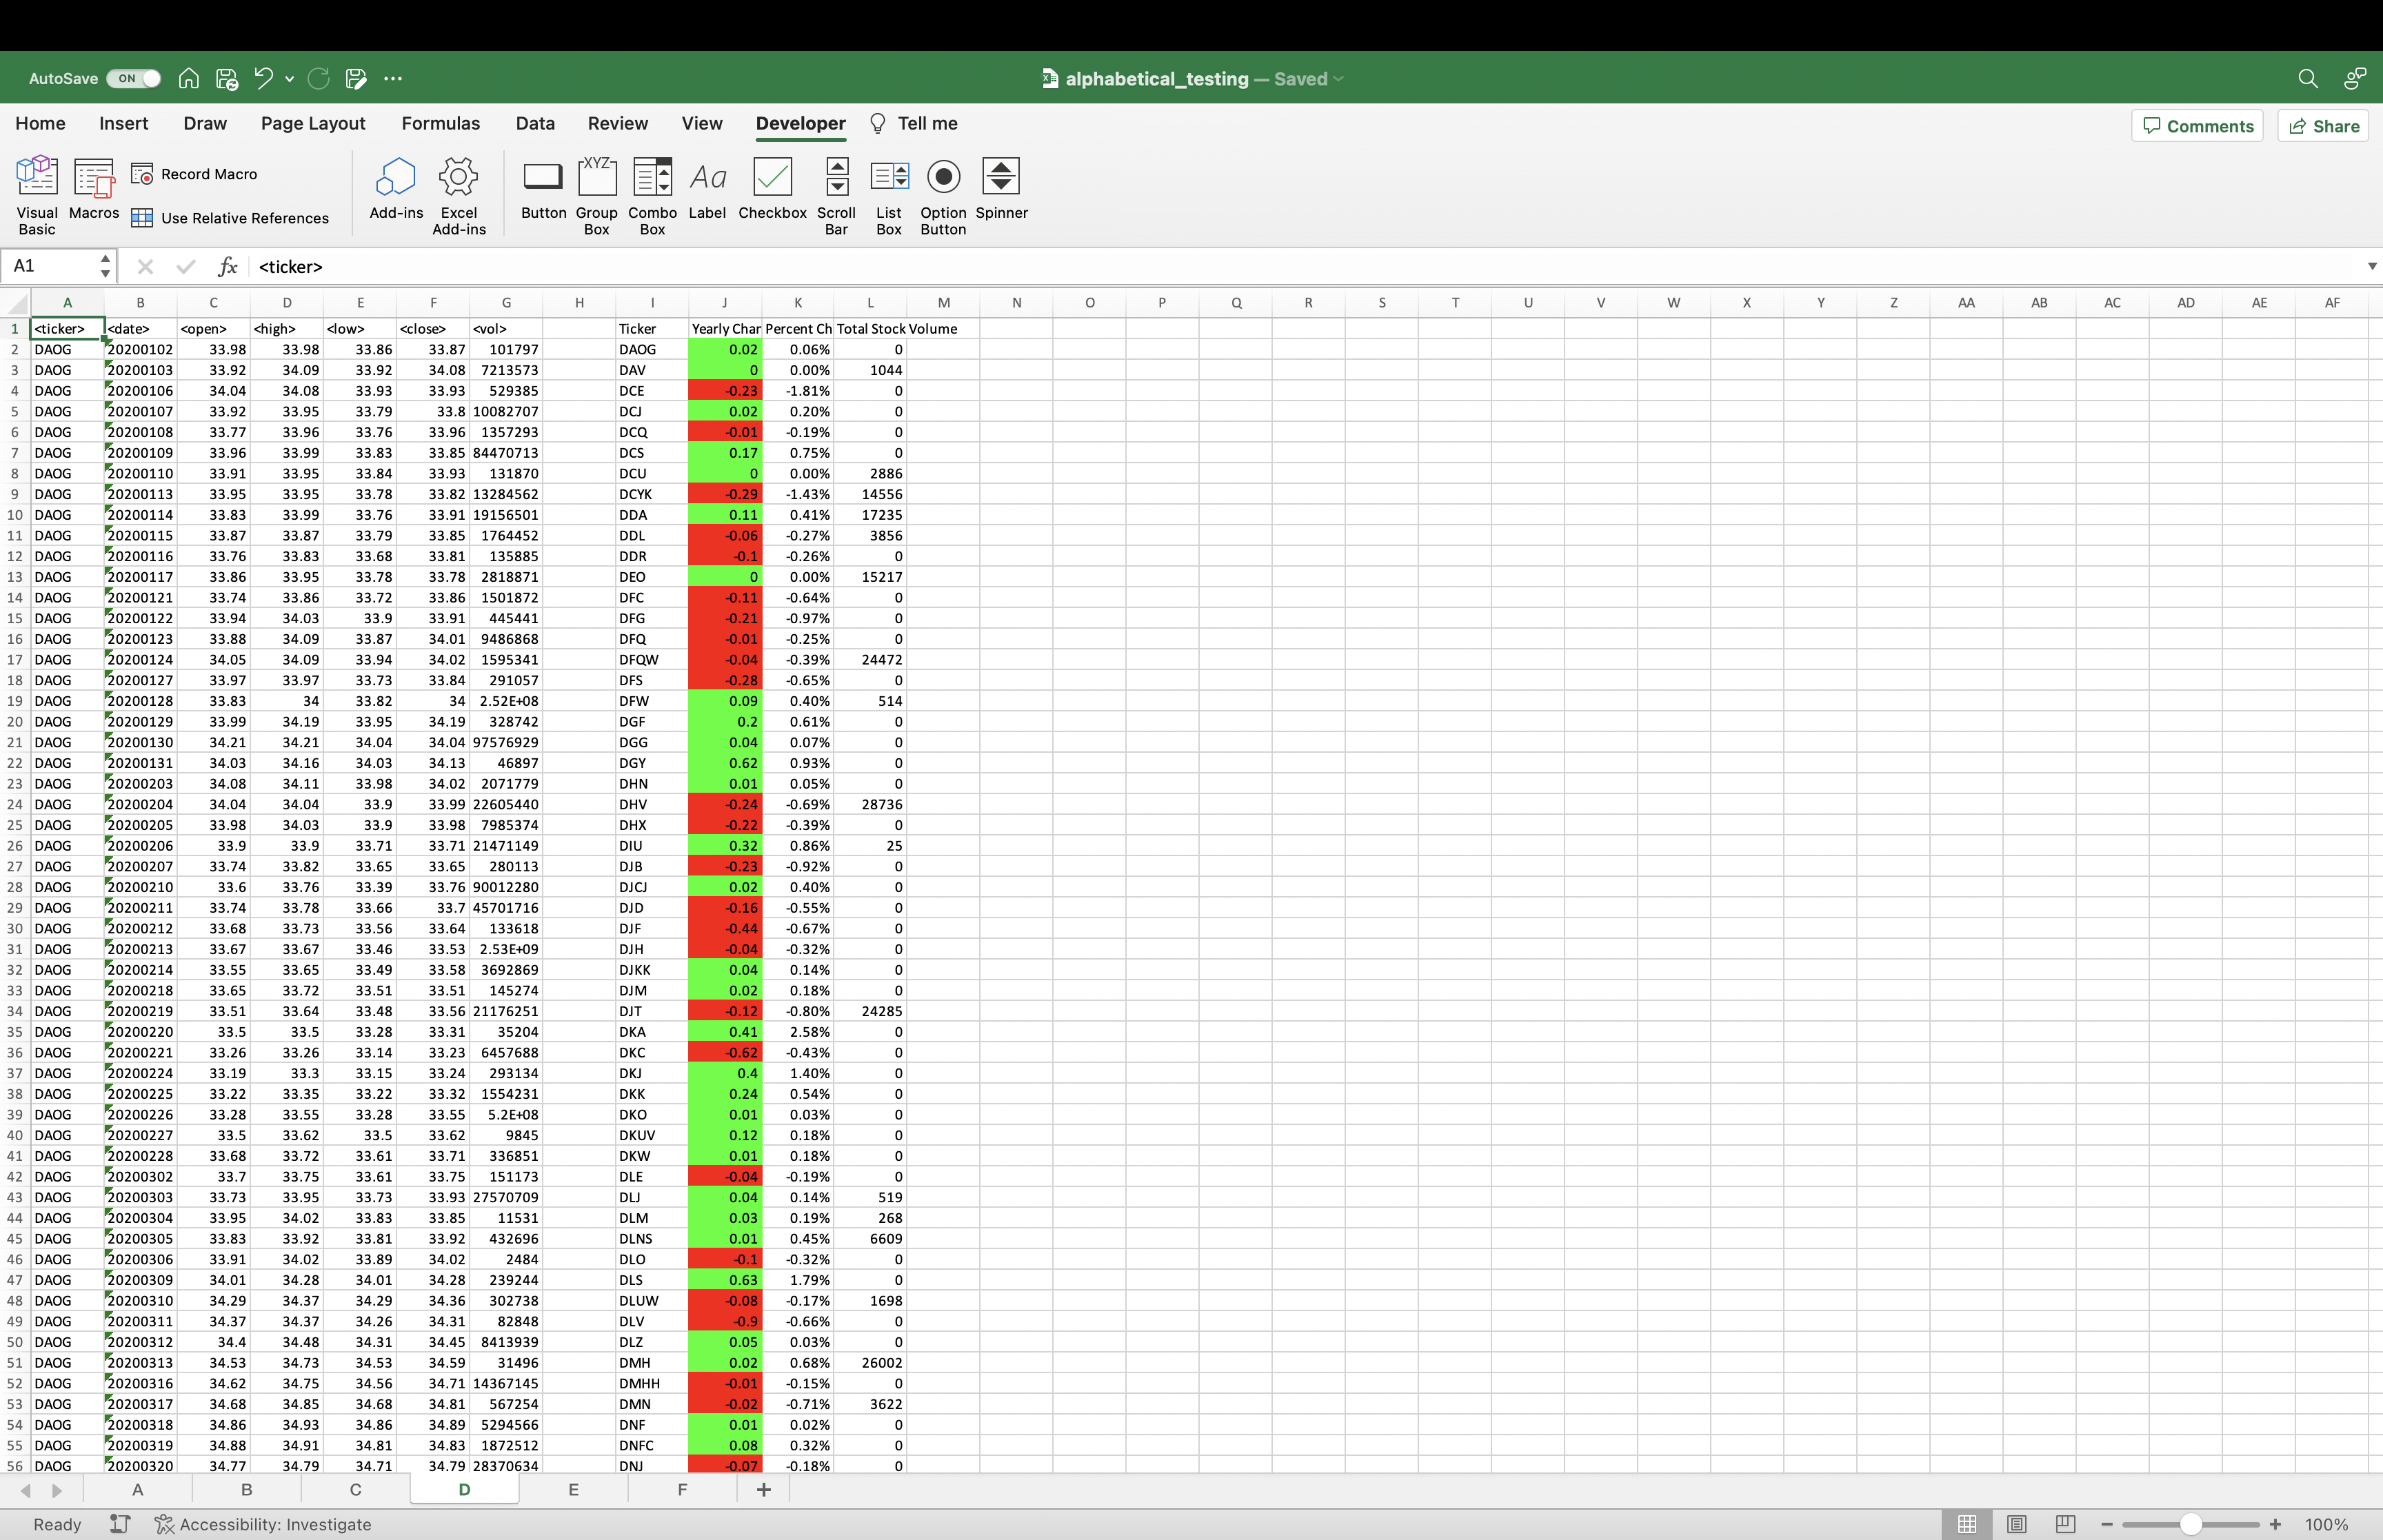 AutoSave ON alphabetical_testing — Saved
Home Insert Draw Page Layout Formulas Data Review View Developer Tell me Comments Share
Visual Basic Macros Record Macro Use Relative References Add-ins Excel Add-ins Button XYZ Group Box Combo Box Aa Label Checkbox Scroll Bar List Box Option Button Spinner
A1 fx <ticker>
A B C D E F G H I J K L M N O P Q R S T U V W X Y Z AA AB AC AD AE AF
1 <ticker> <date> <open> <high> <low> <close> <vol> Ticker Yearly Char Percent Ch Total Stock Volume
2 DAOG 20200102 33.98 33.98 33.86 33.87 101797 DAOG 0.02 0.06% 0
3 DAOG 20200103 33.92 34.09 33.92 34.08 7213573 DAV 0 0.00% 1044
4 DAOG 20200106 34.04 34.08 33.93 33.93 529385 DCE -0.23 -1.81% 0
5 DAOG 20200107 33.92 33.95 33.79 33.8 10082707 DCJ 0.02 0.20% 0
6 DAOG 20200108 33.77 33.96 33.76 33.96 1357293 DCQ -0.01 -0.19% 0
7 DAOG 20200109 33.96 33.99 33.83 33.85 84470713 DCS 0.17 0.75% 0
8 DAOG 20200110 33.91 33.95 33.84 33.93 131870 DCU 0 0.00% 2886
9 DAOG 20200113 33.95 33.95 33.78 33.82 13284562 DCYK -0.29 -1.43% 14556
10 DAOG 20200114 33.83 33.99 33.76 33.91 19156501 DDA 0.11 0.41% 17235
11 DAOG 20200115 33.87 33.87 33.79 33.85 1764452 DDL -0.06 -0.27% 3856
12 DAOG 20200116 33.76 33.83 33.68 33.81 135885 DDR -0.1 -0.26% 0
13 DAOG 20200117 33.86 33.95 33.78 33.78 2818871 DEO 0 0.00% 15217
14 DAOG 20200121 33.74 33.86 33.72 33.86 1501872 DFC -0.11 -0.64% 0
15 DAOG 20200122 33.94 34.03 33.9 33.91 445441 DFG -0.21 -0.97% 0
16 DAOG 20200123 33.88 34.09 33.87 34.01 9486868 DFQ -0.01 -0.25% 0
17 DAOG 20200124 34.05 34.09 33.94 34.02 1595341 DFQW -0.04 -0.39% 24472
18 DAOG 20200127 33.97 33.97 33.73 33.84 291057 DFS -0.28 -0.65% 0
19 DAOG 20200128 33.83 34 33.82 34 2.52E+08 DFW 0.09 0.40% 514
20 DAOG 20200129 33.99 34.19 33.95 34.19 328742 DGF 0.2 0.61% 0
21 DAOG 20200130 34.21 34.21 34.04 34.04 97576929 DGG 0.04 0.07% 0
22 DAOG 20200131 34.03 34.16 34.03 34.13 46897 DGY 0.62 0.93% 0
23 DAOG 20200203 34.08 34.11 33.98 34.02 2071779 DHN 0.01 0.05% 0
24 DAOG 20200204 34.04 34.04 33.9 33.99 22605440 DHV -0.24 -0.69% 28736
25 DAOG 20200205 33.98 34.03 33.9 33.98 7985374 DHX -0.22 -0.39% 0
26 DAOG 20200206 33.9 33.9 33.71 33.71 21471149 DIU 0.32 0.86% 25
27 DAOG 20200207 33.74 33.82 33.65 33.65 280113 DJB -0.23 -0.92% 0
28 DAOG 20200210 33.6 33.76 33.39 33.76 90012280 DJCJ 0.02 0.40% 0
29 DAOG 20200211 33.74 33.78 33.66 33.7 45701716 DJD -0.16 -0.55% 0
30 DAOG 20200212 33.68 33.73 33.56 33.64 133618 DJF -0.44 -0.67% 0
31 DAOG 20200213 33.67 33.67 33.46 33.53 2.53E+09 DJH -0.04 -0.32% 0
32 DAOG 20200214 33.55 33.65 33.49 33.58 3692869 DJKK 0.04 0.14% 0
33 DAOG 20200218 33.65 33.72 33.51 33.51 145274 DJM 0.02 0.18% 0
34 DAOG 20200219 33.51 33.64 33.48 33.56 21176251 DJT -0.12 -0.80% 24285
35 DAOG 20200220 33.5 33.5 33.28 33.31 35204 DKA 0.41 2.58% 0
36 DAOG 20200221 33.26 33.26 33.14 33.23 6457688 DKC -0.62 -0.43% 0
37 DAOG 20200224 33.19 33.3 33.15 33.24 293134 DKJ 0.4 1.40% 0
38 DAOG 20200225 33.22 33.35 33.22 33.32 1554231 DKK 0.24 0.54% 0
39 DAOG 20200226 33.28 33.55 33.28 33.55 5.2E+08 DKO 0.01 0.03% 0
40 DAOG 20200227 33.5 33.62 33.5 33.62 9845 DKUV 0.12 0.18% 0
41 DAOG 20200228 33.68 33.72 33.61 33.71 336851 DKW 0.01 0.18% 0
42 DAOG 20200302 33.7 33.75 33.61 33.75 151173 DLE -0.04 -0.19% 0
43 DAOG 20200303 33.73 33.95 33.73 33.93 27570709 DLJ 0.04 0.14% 519
44 DAOG 20200304 33.95 34.02 33.83 33.85 11531 DLM 0.03 0.19% 268
45 DAOG 20200305 33.83 33.92 33.81 33.92 432696 DLNS 0.01 0.45% 6609
46 DAOG 20200306 33.91 34.02 33.89 34.02 2484 DLO -0.1 -0.32% 0
47 DAOG 20200309 34.01 34.28 34.01 34.28 239244 DLS 0.63 1.79% 0
48 DAOG 20200310 34.29 34.37 34.29 34.36 302738 DLUW -0.08 -0.17% 1698
49 DAOG 20200311 34.37 34.37 34.26 34.31 82848 DLV -0.9 -0.66% 0
50 DAOG 20200312 34.4 34.48 34.31 34.45 8413939 DLZ 0.05 0.03% 0
51 DAOG 20200313 34.53 34.73 34.53 34.59 31496 DMH 0.02 0.68% 26002
52 DAOG 20200316 34.62 34.75 34.56 34.71 14367145 DMHH -0.01 -0.15% 0
53 DAOG 20200317 34.68 34.85 34.68 34.81 567254 DMN -0.02 -0.71% 3622
54 DAOG 20200318 34.86 34.93 34.86 34.89 5294566 DNF 0.01 0.02% 0
55 DAOG 20200319 34.88 34.91 34.81 34.83 1872512 DNFC 0.08 0.32% 0
56 DAOG 20200320 34.77 34.79 34.71 34.79 28370634 DNJ -0.07 -0.18% 0
A B C D E F +
Ready Accessibility: Investigate 100%